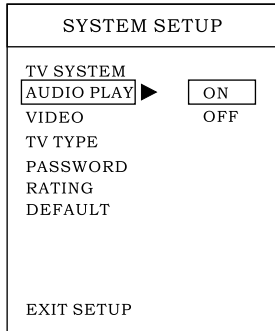 SYSTEM SETUP
TV SYSTEM
AUDIO PLAY ON
VIDEO OFF
TV TYPE
PASSWORD
RATING
DEFAULT
EXIT SETUP